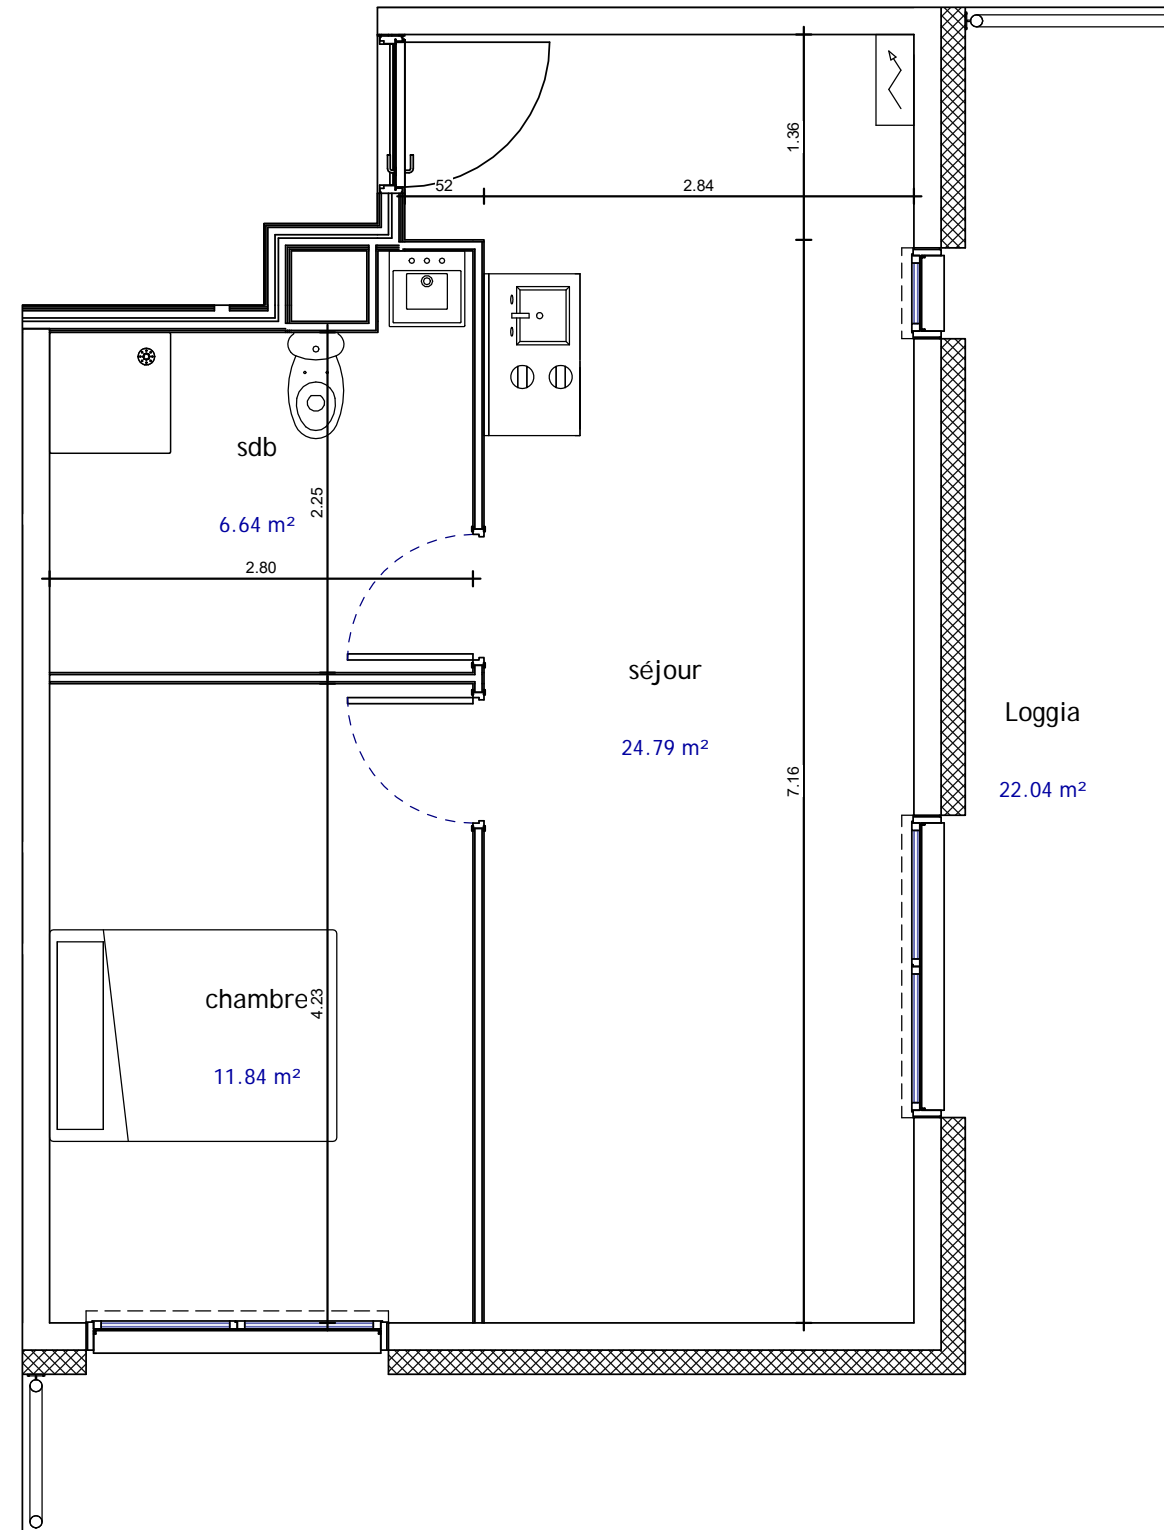 1.36
52
2.84
sdb
6.64 m²
2.25
2.80
séjour
24.79 m²
7.16
Loggia
22.04 m²
chambre
4.23
11.84 m²